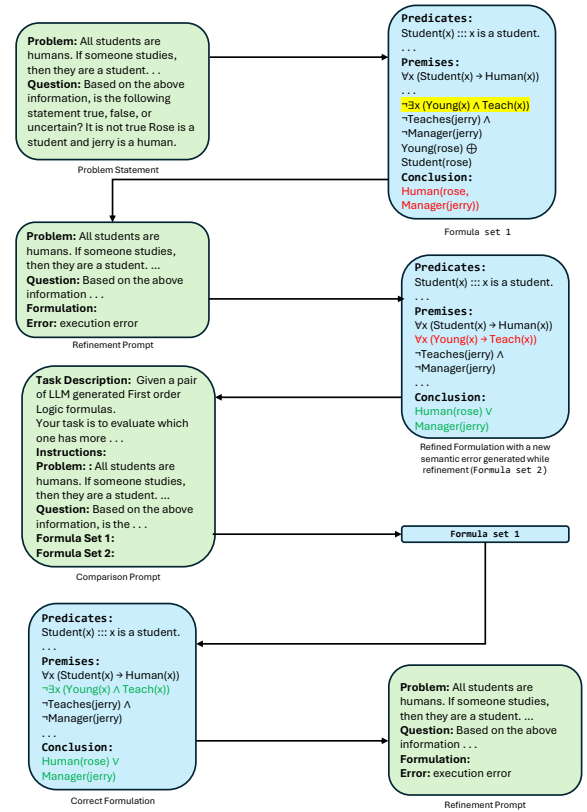 Problem: All students are
humans. If someone studies,
then they are a student. . .
Question: Based on the above
information, is the following
statement true, false, or
uncertain? It is not true Rose is a
student and jerry is a human.
Problem Statement
Predicates:
Student(x) ::: x is a student.
. . .
Premises:
∀x (Student(x) → Human(x))
. . .
¬∃x (Young(x) ∧ Teach(x))
¬Teaches(jerry) ∧
¬Manager(jerry)
Young(rose) ⊕
Student(rose)
Conclusion:
Human(rose,
Manager(jerry))
Formula set 1
Problem: All students are
humans. If someone studies,
then they are a student. ...
Question: Based on the above
information . . .
Formulation:
Error: execution error
Refinement Prompt
Predicates:
Student(x) ::: x is a student.
. . .
Premises:
∀x (Student(x) → Human(x))
∀x (Young(x) → Teach(x))
¬Teaches(jerry) ∧
¬Manager(jerry)
. . .
Conclusion:
Human(rose) ∨
Manager(jerry)
Refined Formulation with a new
semantic error generated while
refinement (Formula set 2)
Task Description: Given a pair
of LLM generated First order
Logic formulas.
Your task is to evaluate which
one has more . . .
Instructions:
Problem: : All students are
humans. If someone studies,
then they are a student. ...
Question: Based on the above
information, is the . . .
Formula Set 1:
Formula Set 2:
Comparison Prompt
Formula set 1
Predicates:
Student(x) ::: x is a student.
. . .
Premises:
∀x (Student(x) → Human(x))
¬∃x (Young(x) ∧ Teach(x))
¬Teaches(jerry) ∧
¬Manager(jerry)
. . .
Conclusion:
Human(rose) ∨
Manager(jerry)
Correct Formulation
Problem: All students are
humans. If someone studies,
then they are a student. ...
Question: Based on the above
information . . .
Formulation:
Error: execution error
Refinement Prompt